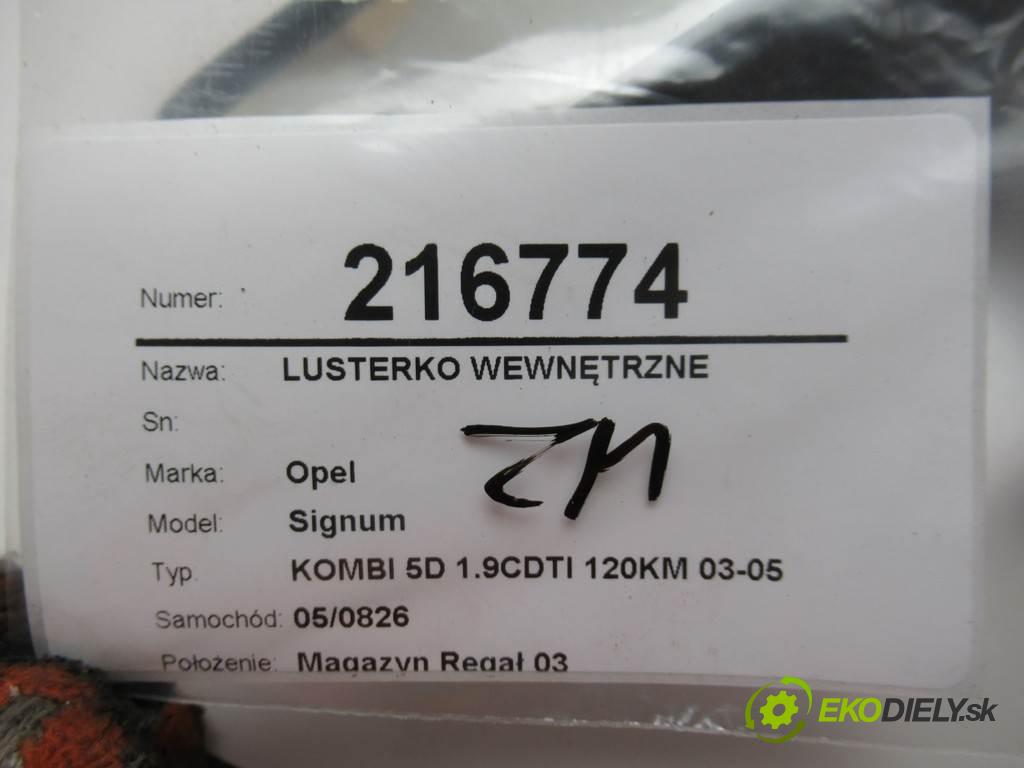 Numer: 216774
Nazwa: LUSTERKO WEWNĘTRZNE
Sn:
Marka: Opel
Model: Signum
Typ. KOMBI 5D 1.9CDTI 120KM 03-05
Samochód: 05/0826
Położenie: Magazyn Regał 03
EKODIELY.sk